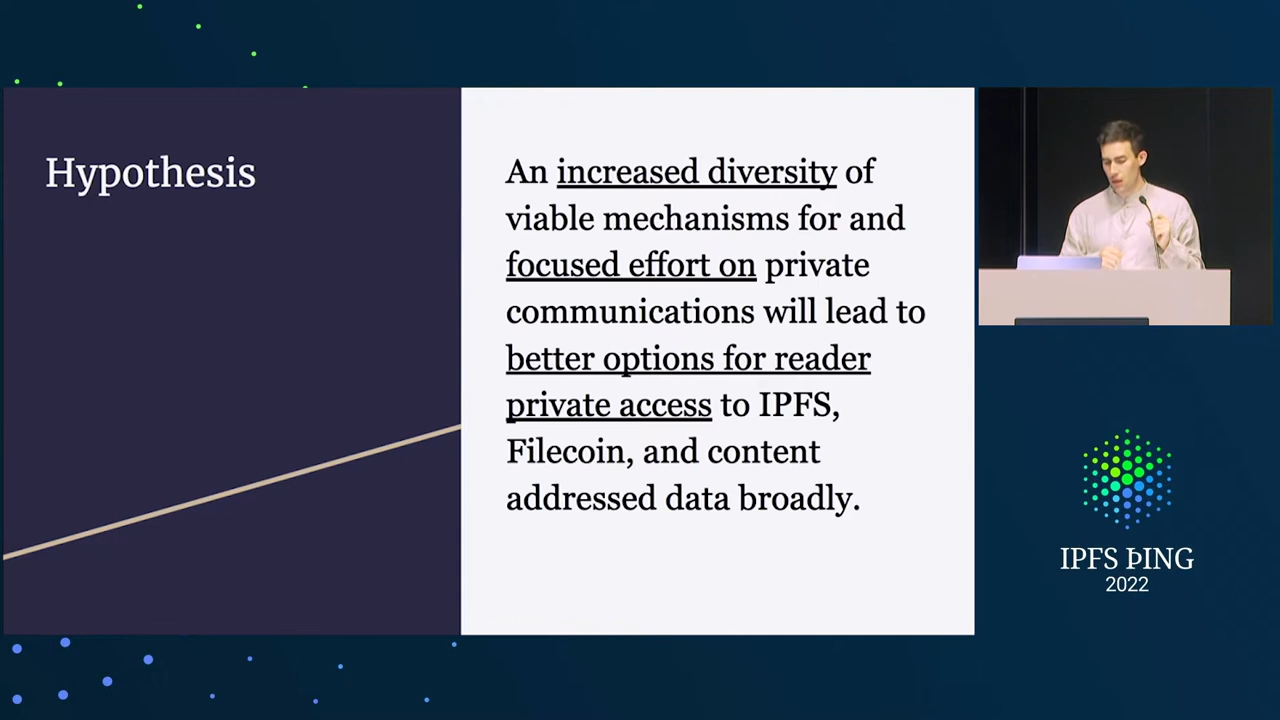 Hypothesis
An increased diversity of
viable mechanisms for and
focused effort on private
communications will lead to
better options for reader
private access to IPFS,
Filecoin, and content
addressed data broadly.
IPFS ÞING
2022